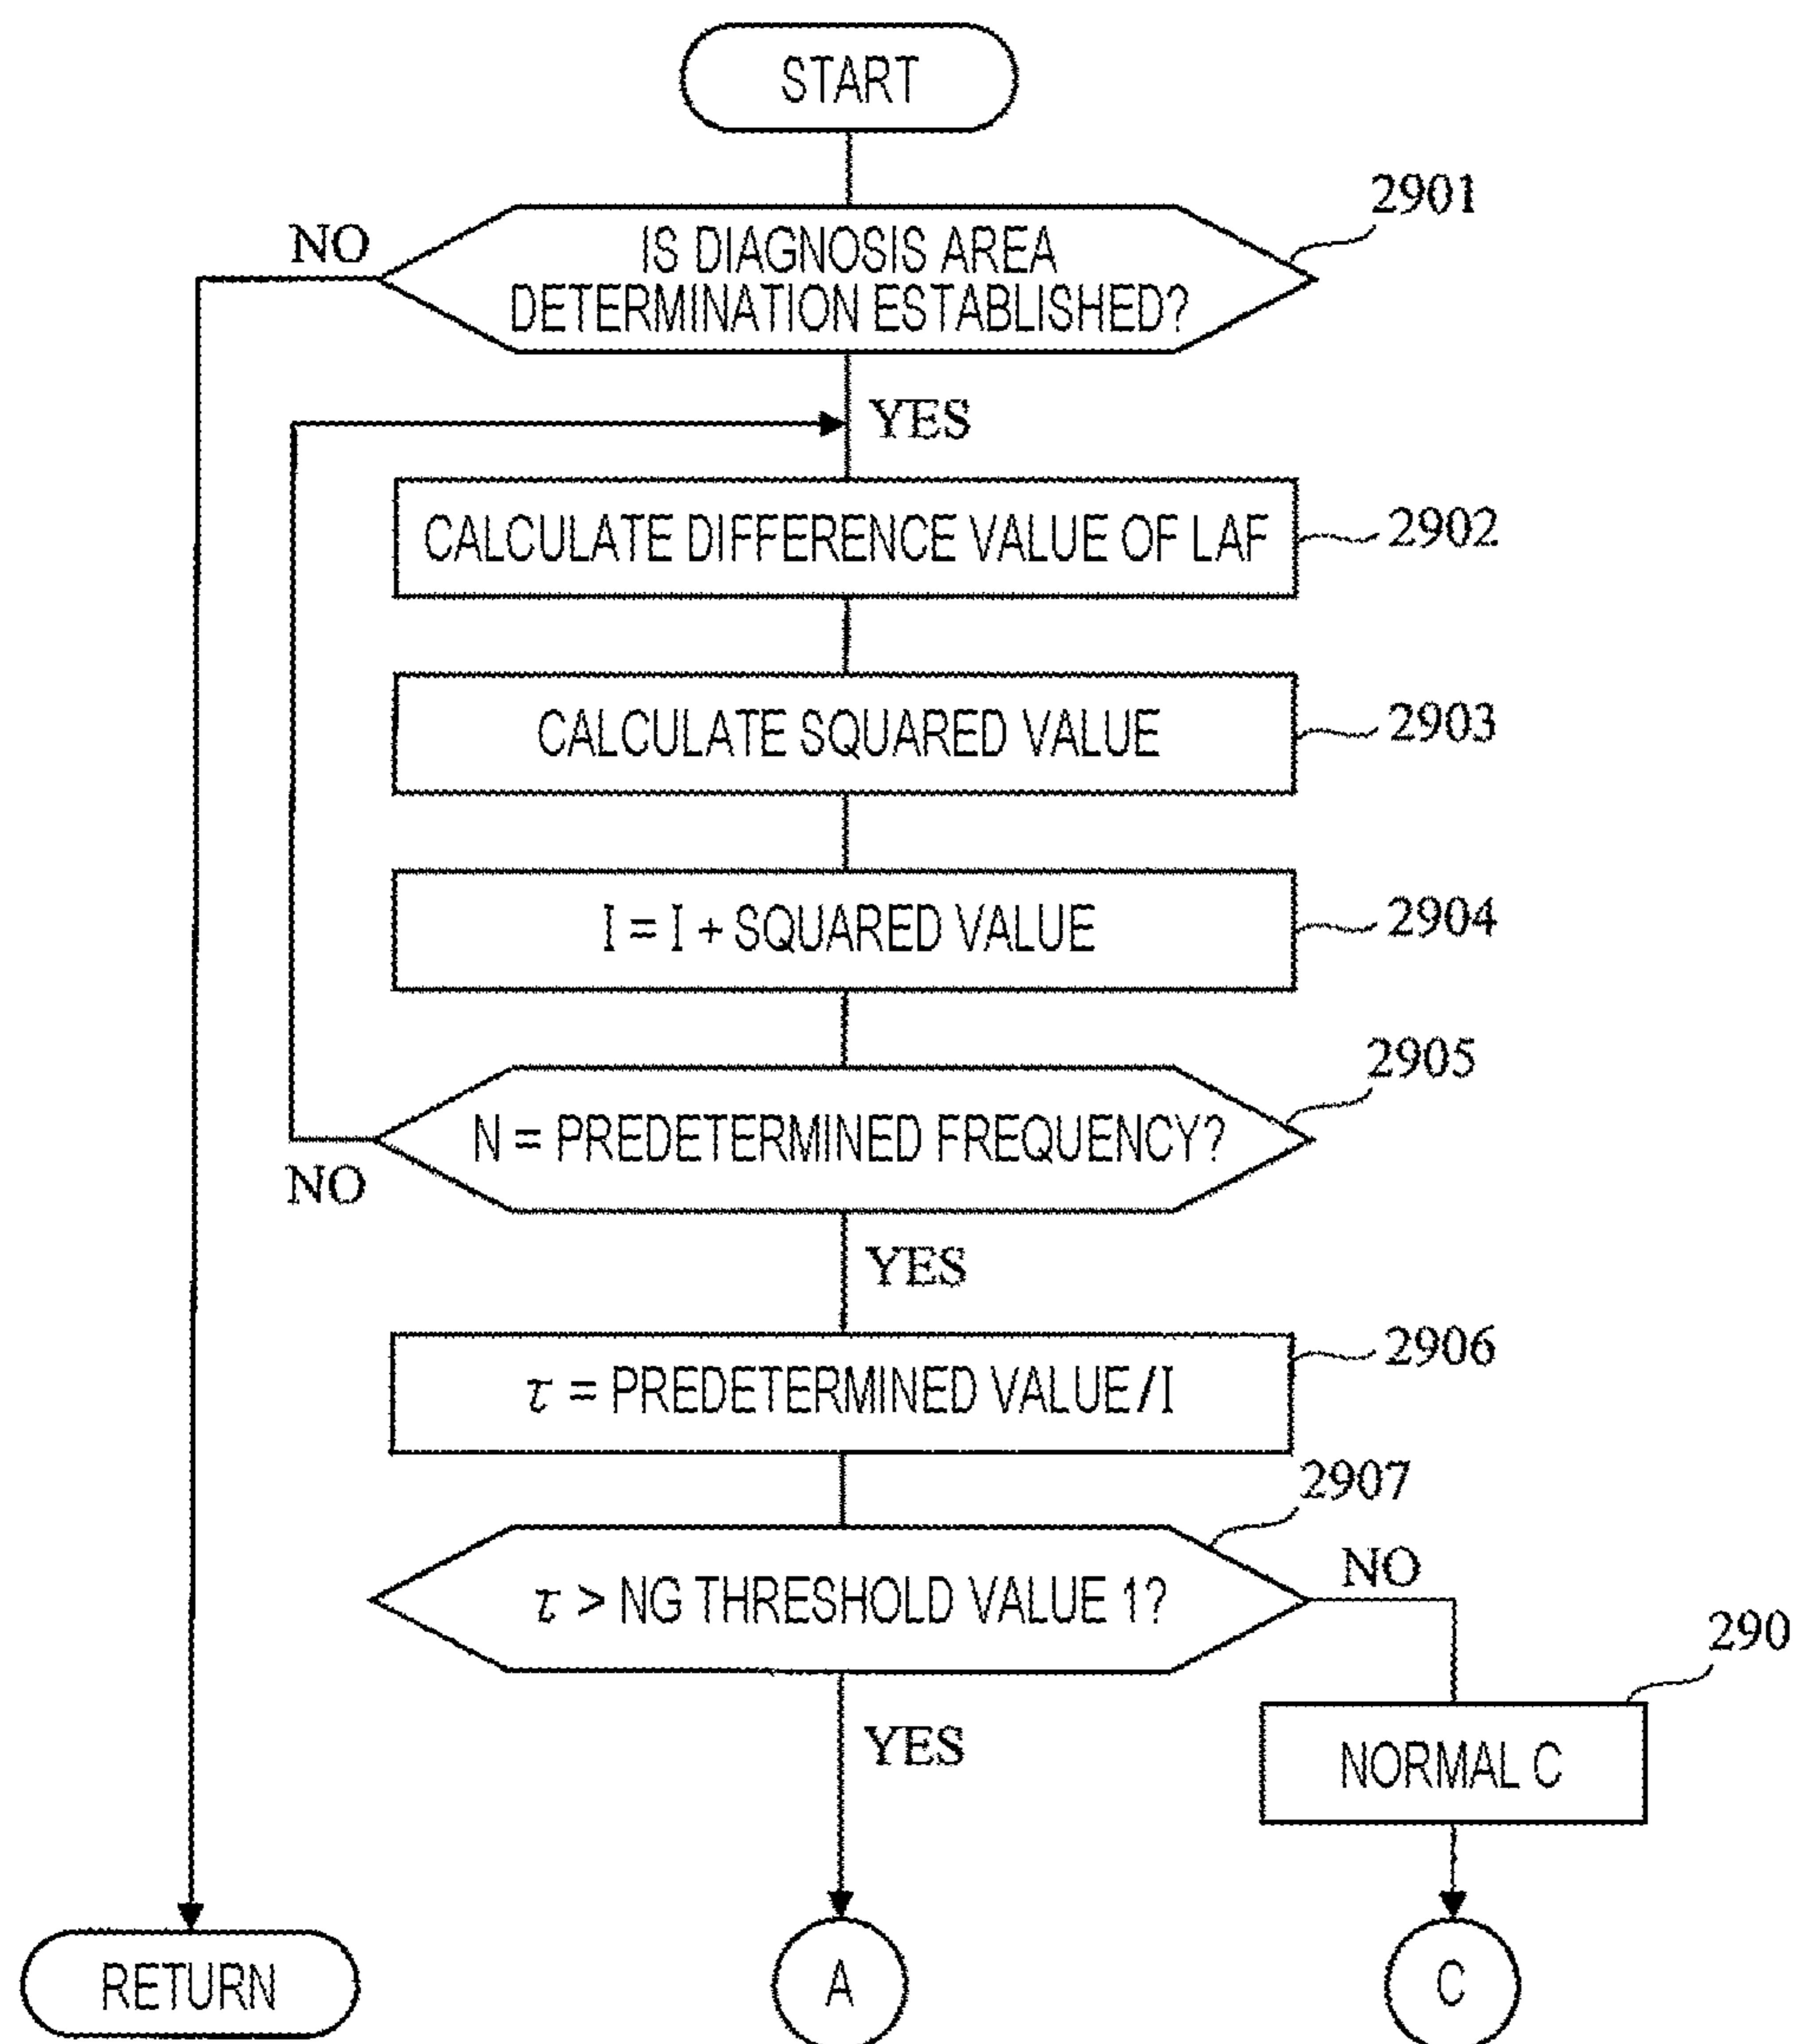 START
2901
NO
IS DIAGNOSIS AREA
DETERMINATION ESTABLISHED?
YES
CALCULATE DIFFERENCE VALUE OF LAF
2902
CALCULATE SQUARED VALUE
2903
I = I + SQUARED VALUE
2904
2905
N = PREDETERMINED FREQUENCY?
NO
YES
2906
τ = PREDETERMINED VALUE/I
2907
τ > NG THRESHOLD VALUE 1?
NO
290
YES
NORMAL C
RETURN
A
C